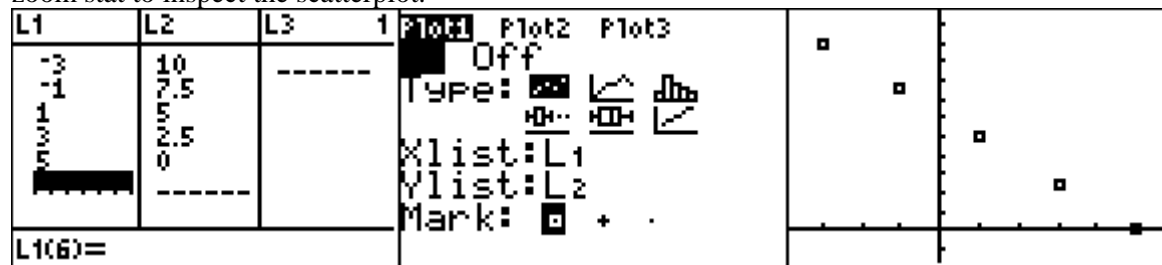 zoom stat to inspect the scatterplot.
L1 L2 L3 1
-3 10 ------
-1 7.5
1 5
3 2.5
5 0
------
L1(6)=
Plot1 Plot2 Plot3
Off
Type:
Xlist:L1
Ylist:L2
Mark: + ·